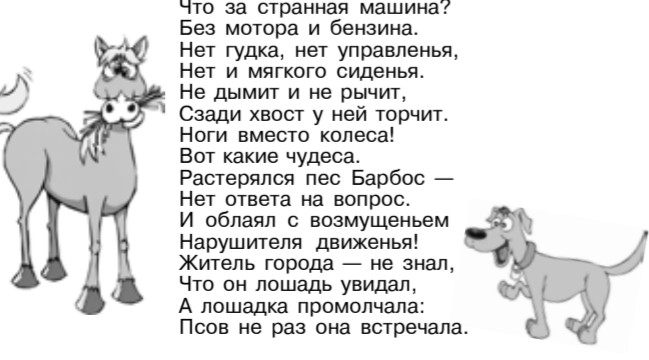 Что за странная машина?
Без мотора и бензина.
Нет гудка, нет управленья,
Нет и мягкого сиденья.
Не дымит и не рычит,
Сзади хвост у ней торчит.
Ноги вместо колеса!
Вот какие чудеса.
Растерялся пес Барбос —
Нет ответа на вопрос.
И облаял с возмущеньем
Нарушителя движенья!
Житель города — не знал,
Что он лошадь увидал,
А лошадка промолчала:
Псов не раз она встречала.